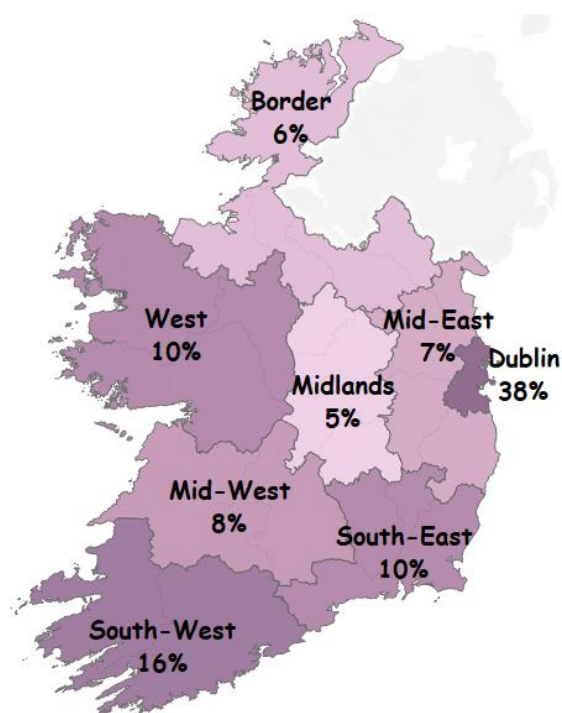 Border
6%
West
10%
Mid-East
7%
Dublin
38%
Midlands
5%
Mid-West
8%
South-East
10%
South-West
16%